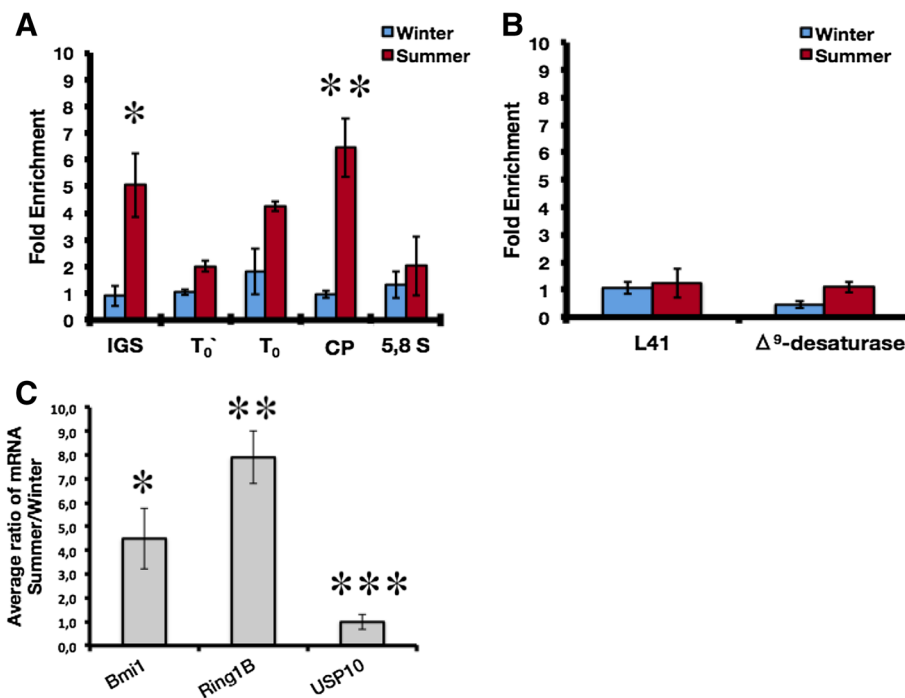 A
Winter
Summer
Fold Enrichment
10
9
8
7
6
5
4
3
2
1
0
*
**
IGS
T0`
T0
CP
5,8 S
B
Winter
Summer
Fold Enrichment
10
9
8
7
6
5
4
3
2
1
0
L41
Δ9-desaturase
C
Average ratio of mRNA
Summer/Winter
10,0
9,0
8,0
7,0
6,0
5,0
4,0
3,0
2,0
1,0
0,0
*
**
***
Bmi1
Ring1B
USP10